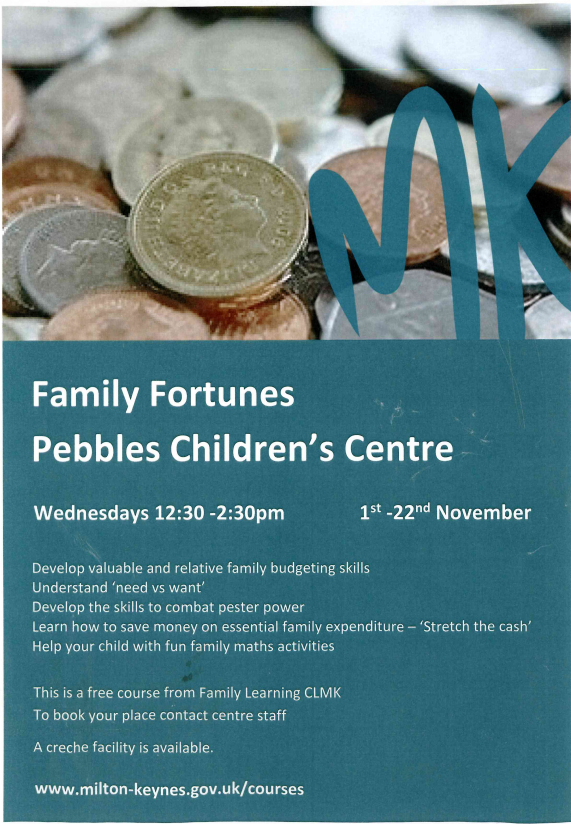 MK
Family Fortunes
Pebbles Children's Centre
Wednesdays 12:30 -2:30pm 1st -22nd November
Develop valuable and relative family budgeting skills
Understand 'need vs want'
Develop the skills to combat pester power
Learn how to save money on essential family expenditure – 'Stretch the cash'
Help your child with fun family maths activities
This is a free course from Family Learning CLMK
To book your place contact centre staff
A creche facility is available.
www.milton-keynes.gov.uk/courses